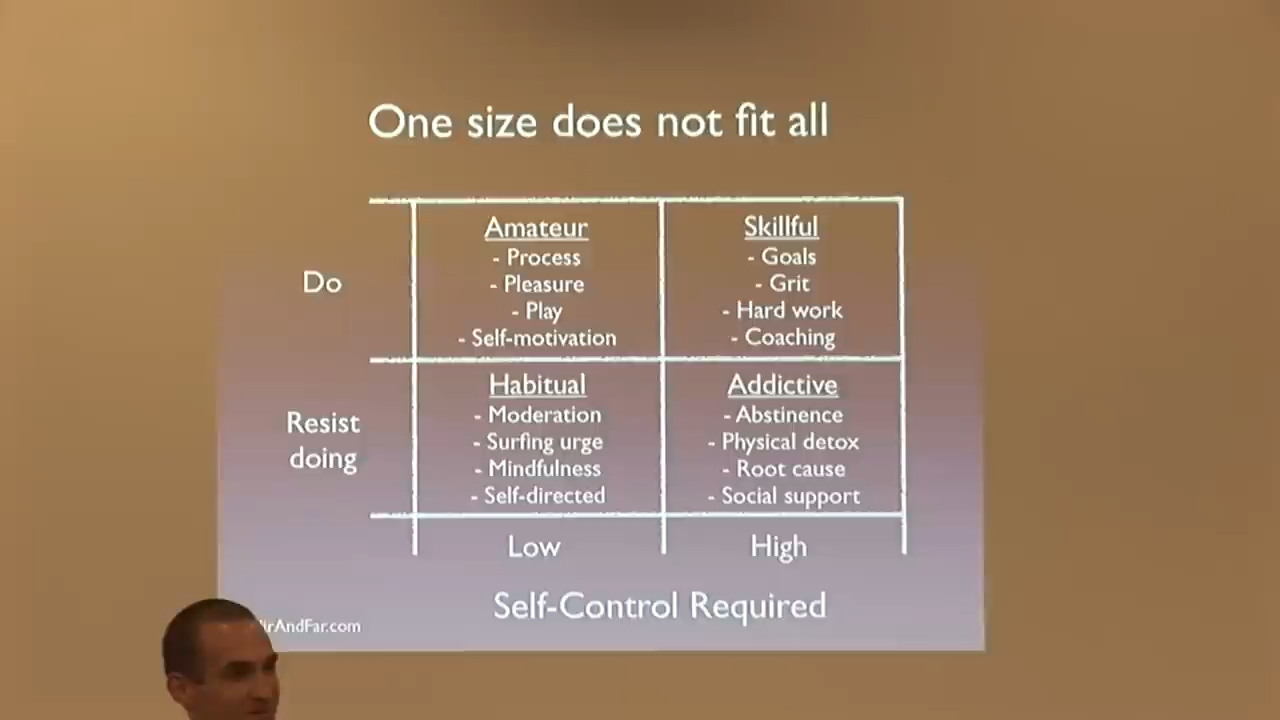 One size does not fit all
Do
Amateur
- Process
- Pleasure
- Play
- Self-motivation
Skillful
- Goals
- Grit
- Hard work
- Coaching
Resist
doing
Habitual
- Moderation
- Surfing urge
- Mindfulness
- Self-directed
Addictive
- Abstinence
- Physical detox
- Root cause
- Social support
Low
High
Self-Control Required
irAndFar.com